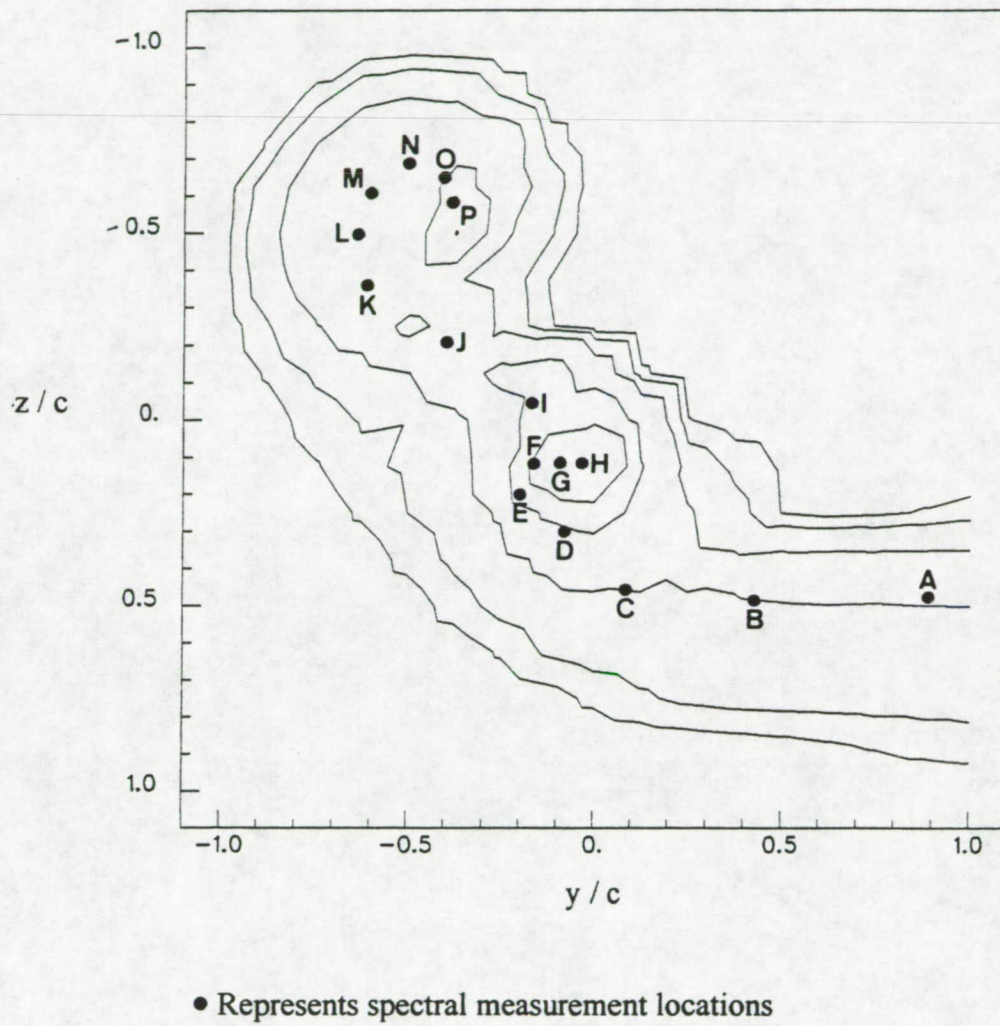 -1.0
N
O
M
P
-0.5
L
K
J
z / c
0.
I
F
H
G
E
D
A
0.5
C
B
1.0
-1.0
-0.5
0.
0.5
1.0
y / c
● Represents spectral measurement locations